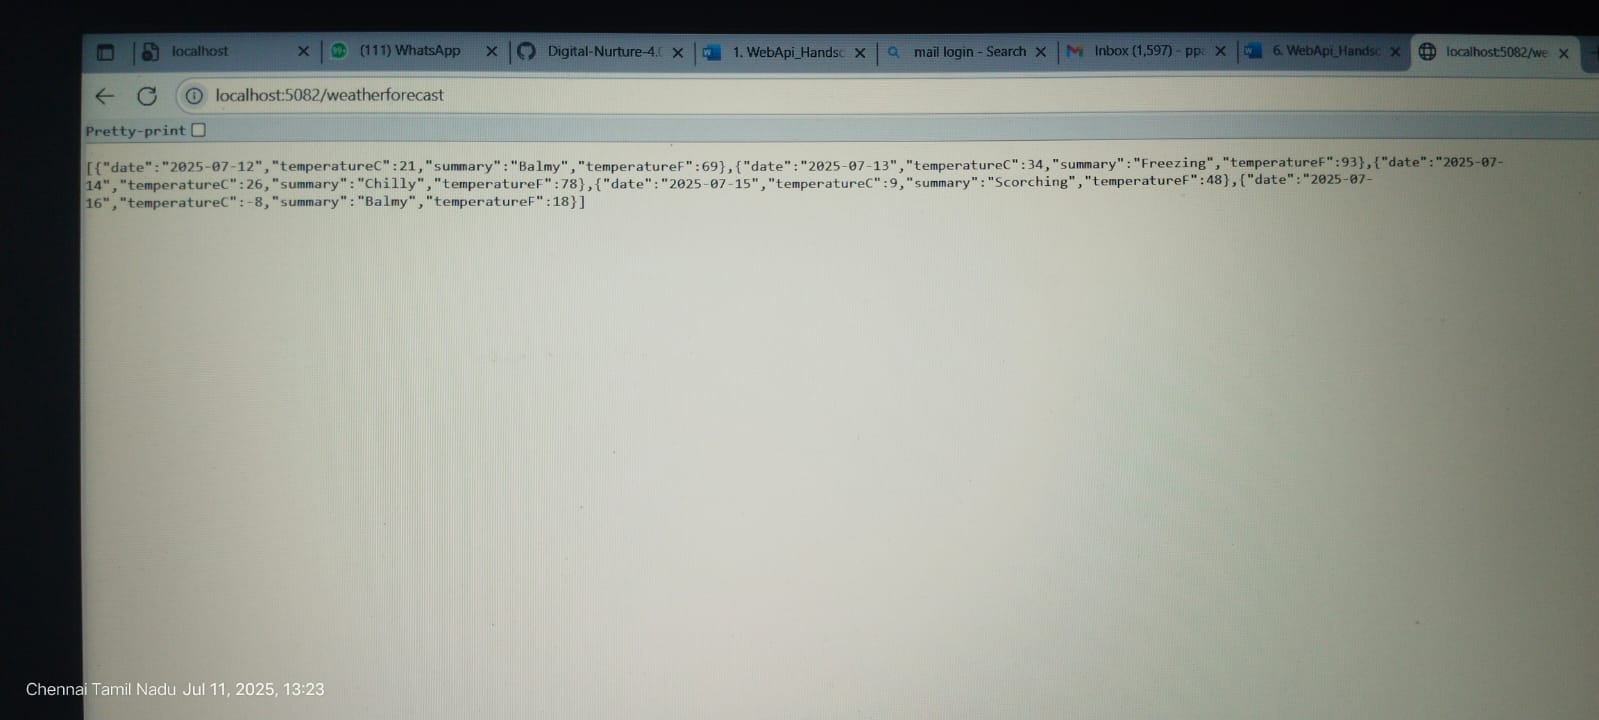 localhost
99+ (111) WhatsApp
Digital-Nurture-4.
1. WebApi_Handsc
mail login - Search
Inbox (1,597) - pp
6. WebApi_Handsc
localhost:5082/we
localhost:5082/weatherforecast
Pretty-print
[{"date":"2025-07-12","temperatureC":21,"summary":"Balmy","temperatureF":69},{"date":"2025-07-13","temperatureC":34,"summary":"Freezing","temperatureF":93},{"date":"2025-07-
14","temperatureC":26,"summary":"Chilly","temperatureF":78},{"date":"2025-07-15","temperatureC":9,"summary":"Scorching","temperatureF":48},{"date":"2025-07-
16","temperatureC":-8,"summary":"Balmy","temperatureF":18}]
Chennai Tamil Nadu Jul 11, 2025, 13:23